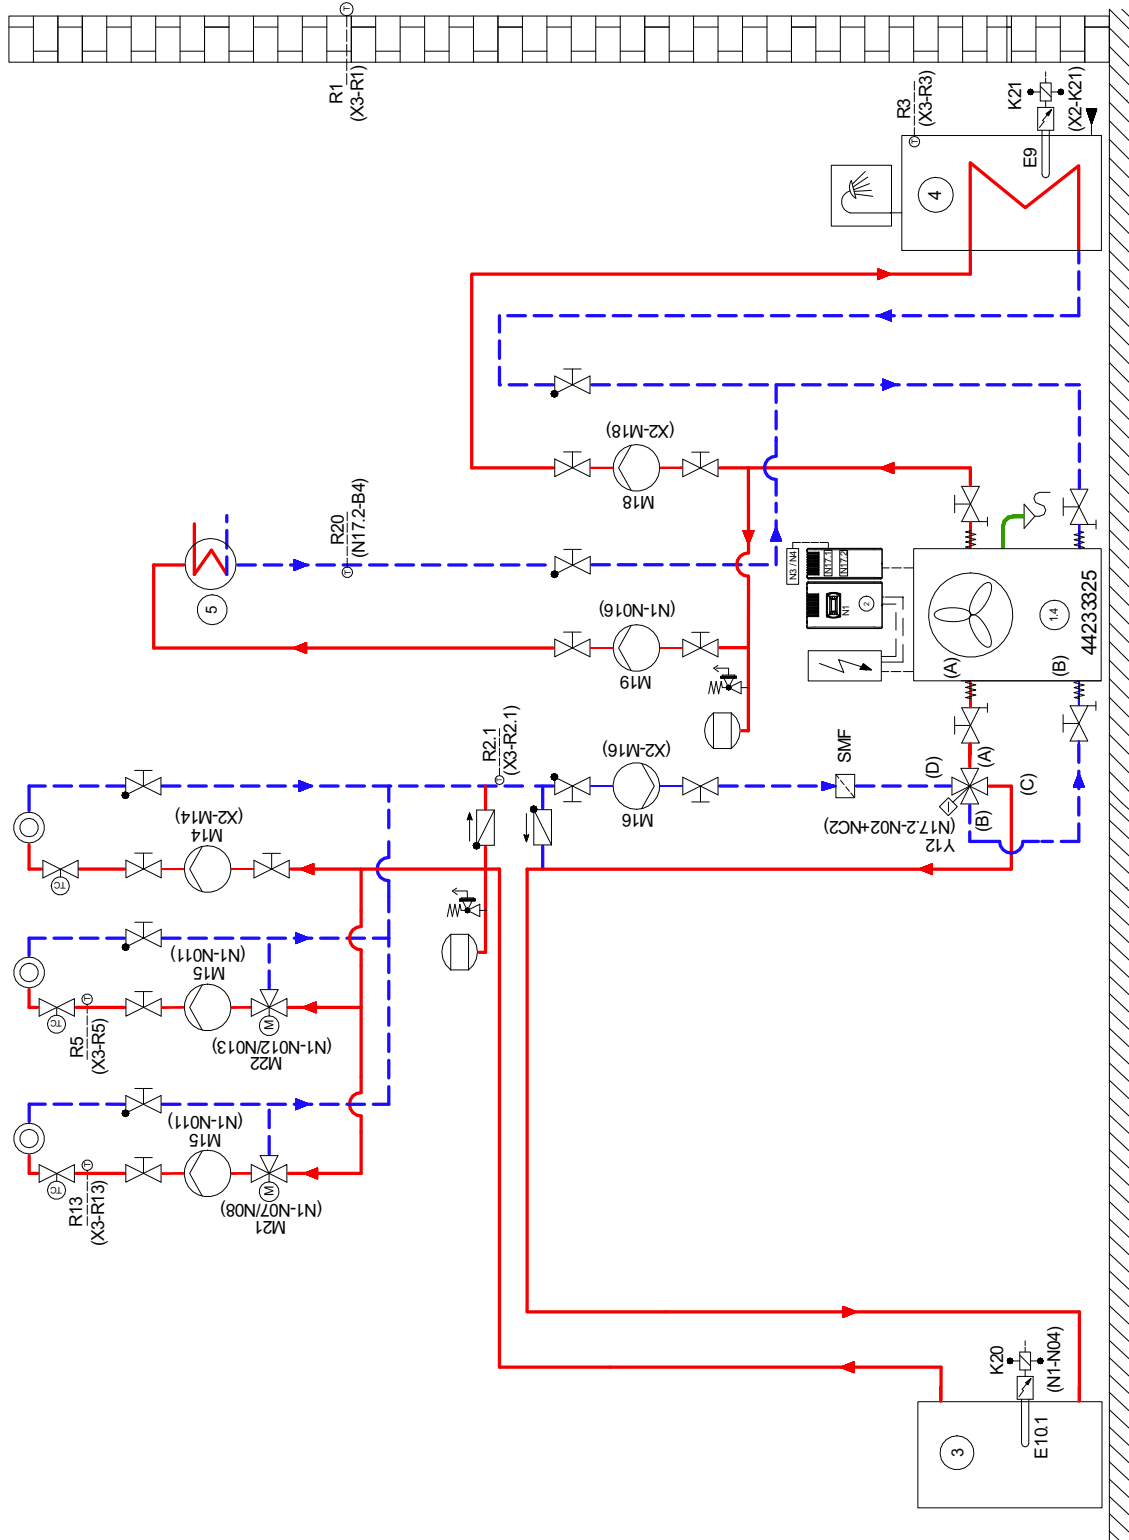 R1
(X3-R1)
R3
(X3-R3)
K21
(X2-K21)
E9
4
M18
(X2-M18)
R20
(N17.2-B4)
5
M19
(N1-N016)
N3 /N4
N17.1
N17.2
N1
2
1.4
44233325
(A)
(B)
R2.1
(X3-R2.1)
M16
(X2-M16)
SMF
(D)
(A)
(B)
(C)
Y12
(N17.2-N02+NC2)
M14
(X2-M14)
TC
M15
(N1-N011)
TC
R5
(X3-R5)
M
M22
(N1-N012/N013)
M15
(N1-N011)
TC
R13
(X3-R13)
M
M21
(N1-N07/N08)
T
T
T
T
T
T
K20
(N1-N04)
E10.1
3